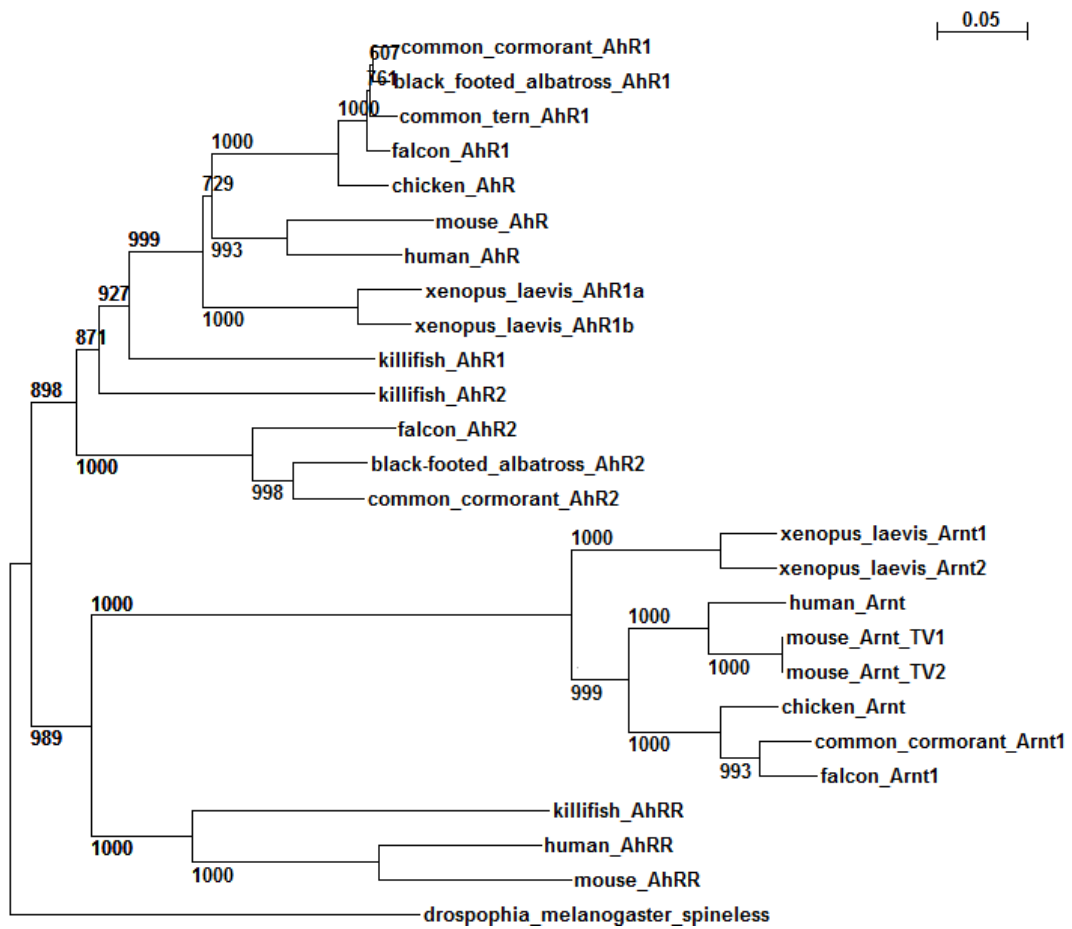 0.05
607
common_cormorant_AhR1
761
black_footed_albatross_AhR1
1000
common_tern_AhR1
1000
falcon_AhR1
chicken_AhR
729
mouse_AhR
999
993
human_AhR
927
xenopus_laevis_AhR1a
1000
xenopus_laevis_AhR1b
871
killifish_AhR1
898
killifish_AhR2
falcon_AhR2
1000
black-footed_albatross_AhR2
998
common_cormorant_AhR2
1000
xenopus_laevis_Arnt1
xenopus_laevis_Arnt2
1000
1000
human_Arnt
mouse_Arnt_TV1
1000
mouse_Arnt_TV2
999
chicken_Arnt
989
1000
common_cormorant_Arnt1
993
falcon_Arnt1
killifish_AhRR
1000
human_AhRR
1000
mouse_AhRR
drospophia_melanogaster_spineless